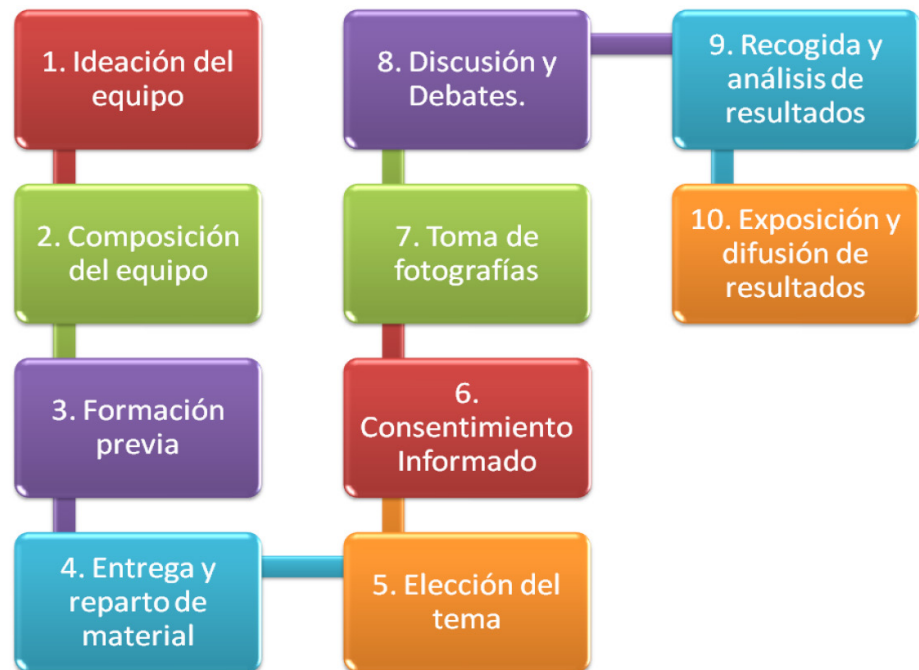 1. Ideación del
equipo
2. Composición
del equipo
3. Formación
previa
4. Entrega y
reparto de
material
5. Elección del
tema
6.
Consentimiento
Informado
7. Toma de
fotografías
8. Discusión y
Debates.
9. Recogida y
análisis de
resultados
10. Exposición y
difusión de
resultados